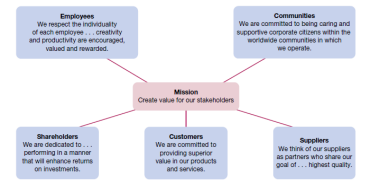 Employees
We respect the individuality
of each employee . . . creativity
and productivity are encouraged,
valued and rewarded.
Communities
We are committed to being caring and
supportive corporate citizens within the
worldwide communities in which
we operate.
Mission
Create value for our stakeholders
Shareholders
We are dedicated to . . .
performing in a manner
that will enhance returns
on investments.
Customers
We are committed to
providing superior
value in our products
and services.
Suppliers
We think of our suppliers
as partners who share our
goal of . . . highest quality.